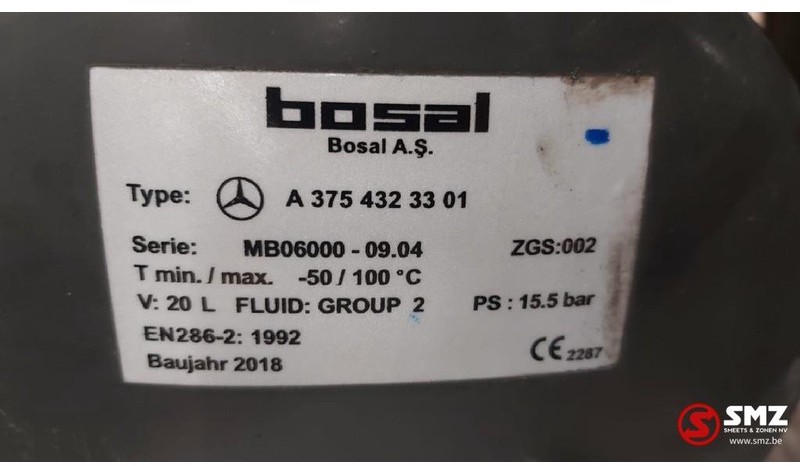 bosal
Bosal A.Ş.
Type: A 375 432 33 01
Serie: MB06000 - 09.04 ZGS:002
T min. / max. -50 / 100 °C
V: 20 L FLUID: GROUP 2 PS : 15.5 bar
EN286-2: 1992
Baujahr 2018 CE 2287
SMZ
SMEETS & ZONEN NV
www.smz.be